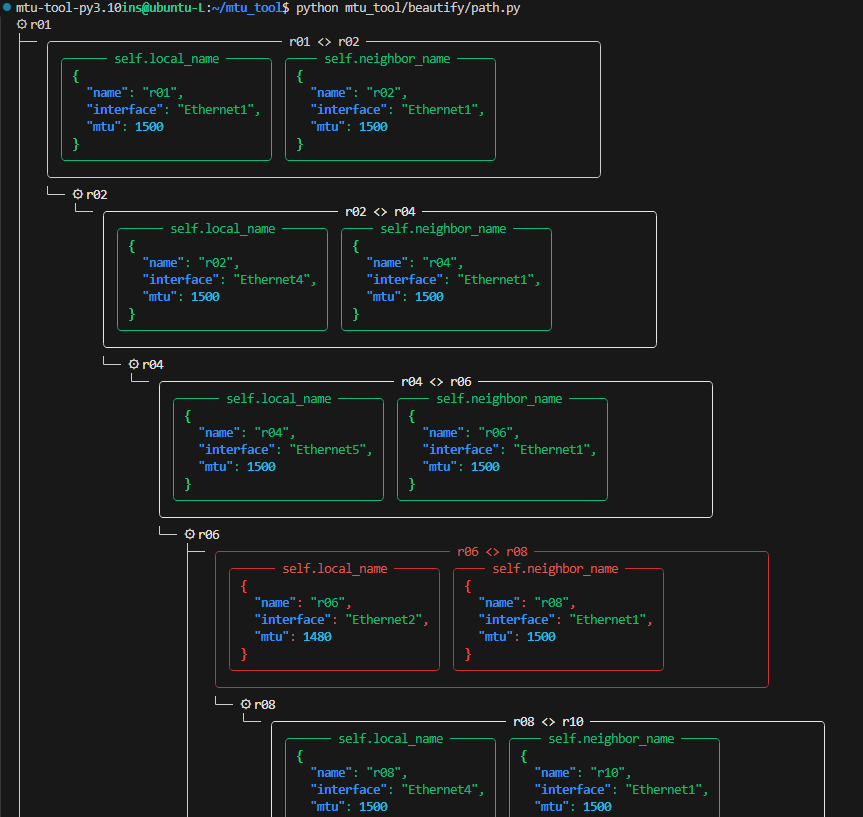 mtu-tool-py3.10ins@ubuntu-L:~/mtu_tool$ python mtu_tool/beautify/path.py
r01
r01 <> r02
self.local_name self.neighbor_name
{ {
"name": "r01", "name": "r02",
"interface": "Ethernet1", "interface": "Ethernet1",
"mtu": 1500 "mtu": 1500
} }
r02
r02 <> r04
self.local_name self.neighbor_name
{ {
"name": "r02", "name": "r04",
"interface": "Ethernet4", "interface": "Ethernet1",
"mtu": 1500 "mtu": 1500
} }
r04
r04 <> r06
self.local_name self.neighbor_name
{ {
"name": "r04", "name": "r06",
"interface": "Ethernet5", "interface": "Ethernet1",
"mtu": 1500 "mtu": 1500
} }
r06
r06 <> r08
self.local_name self.neighbor_name
{ {
"name": "r06", "name": "r08",
"interface": "Ethernet2", "interface": "Ethernet1",
"mtu": 1480 "mtu": 1500
} }
r08
r08 <> r10
self.local_name self.neighbor_name
{ {
"name": "r08", "name": "r10",
"interface": "Ethernet4", "interface": "Ethernet1",
"mtu": 1500 "mtu": 1500